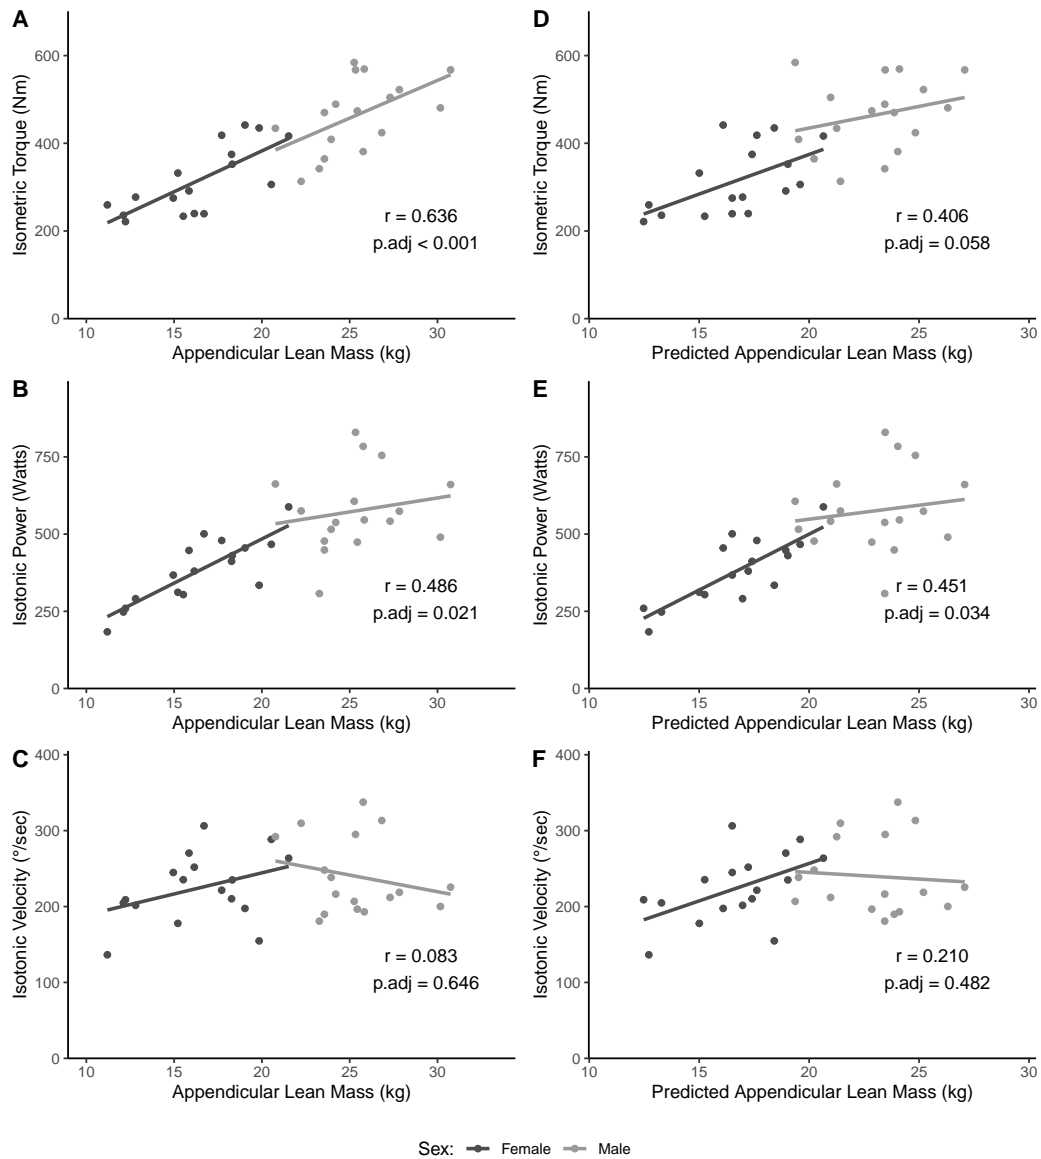 A
600
400
200
0
Isometric Torque (Nm)
r = 0.636
p.adj < 0.001
10 15 20 25 30
Appendicular Lean Mass (kg)
D
600
400
200
0
Isometric Torque (Nm)
r = 0.406
p.adj = 0.058
10 15 20 25 30
Predicted Appendicular Lean Mass (kg)
B
750
500
250
0
Isotonic Power (Watts)
r = 0.486
p.adj = 0.021
10 15 20 25 30
Appendicular Lean Mass (kg)
E
750
500
250
0
Isotonic Power (Watts)
r = 0.451
p.adj = 0.034
10 15 20 25 30
Predicted Appendicular Lean Mass (kg)
C
400
300
200
100
0
Isotonic Velocity (°/sec)
r = 0.083
p.adj = 0.646
10 15 20 25 30
Appendicular Lean Mass (kg)
F
400
300
200
100
0
Isotonic Velocity (°/sec)
r = 0.210
p.adj = 0.482
10 15 20 25 30
Predicted Appendicular Lean Mass (kg)
Sex: Female Male